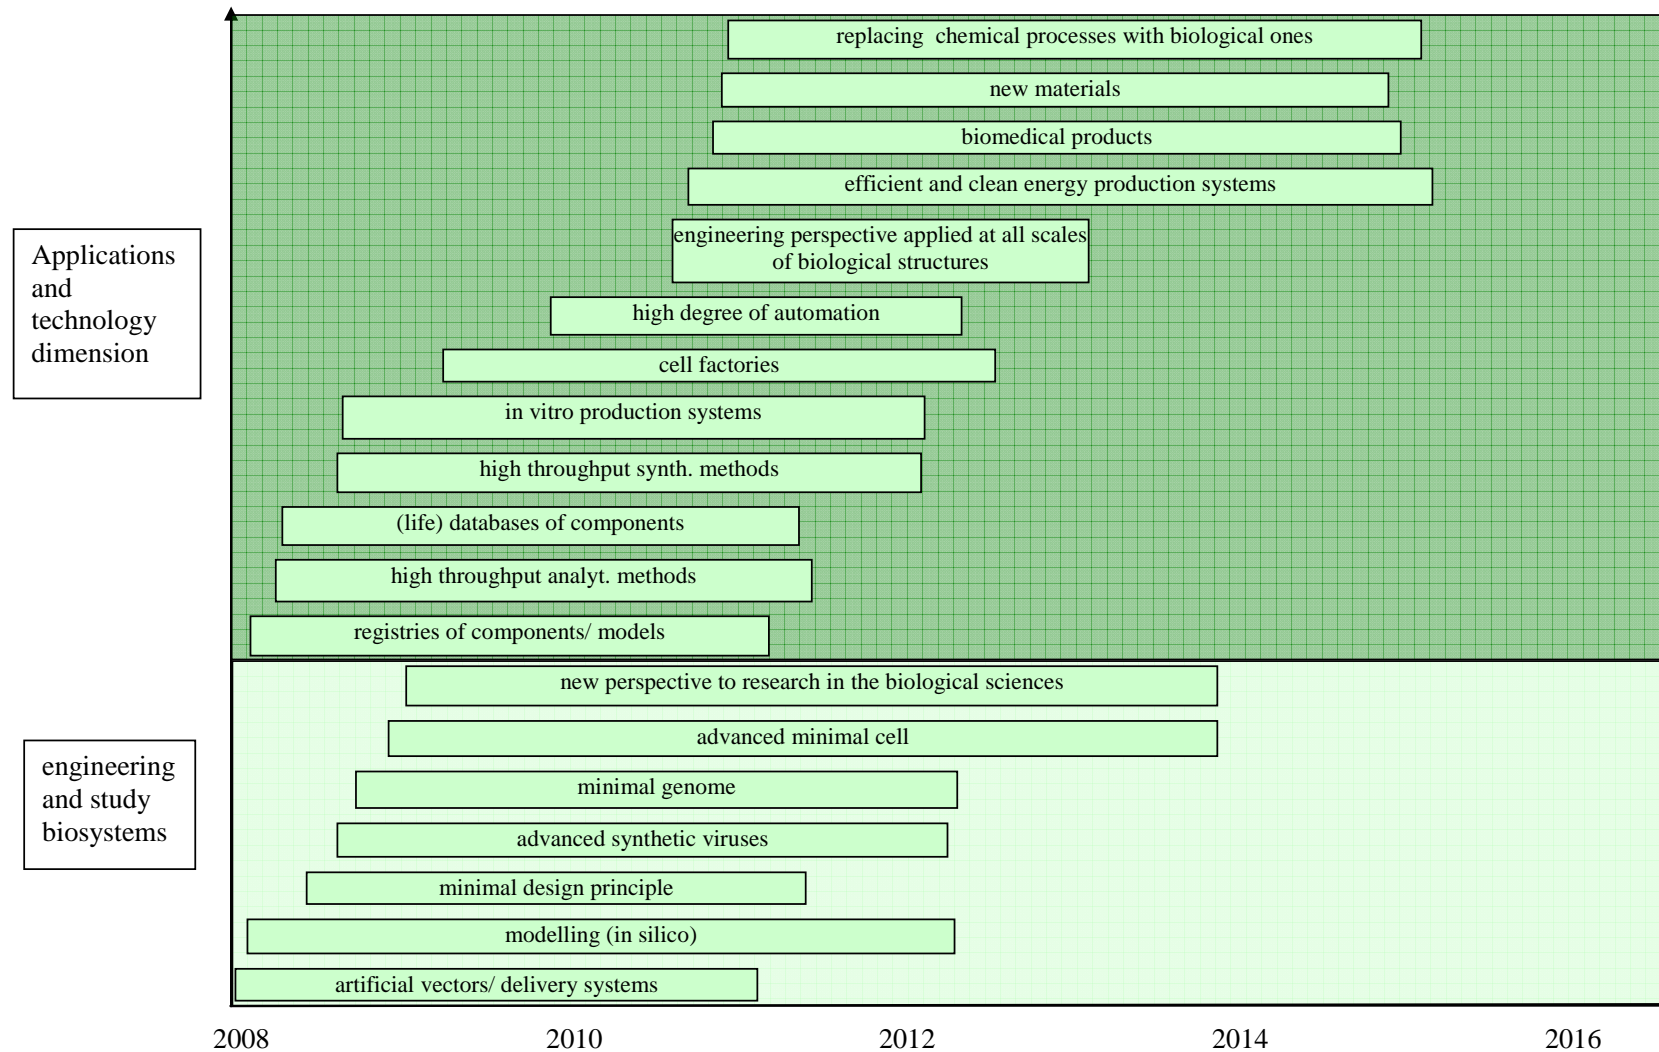 replacing chemical processes with biological ones
new materials
biomedical products
efficient and clean energy production systems
engineering perspective applied at all scales
of biological structures
Applications
and
technology
dimension
high degree of automation
cell factories
in vitro production systems
high throughput synth. methods
(life) databases of components
high throughput analyt. methods
registries of components/ models
new perspective to research in the biological sciences
advanced minimal cell
engineering
and study
biosystems
minimal genome
advanced synthetic viruses
minimal design principle
modelling (in silico)
artificial vectors/ delivery systems
2008 2010 2012 2014 2016